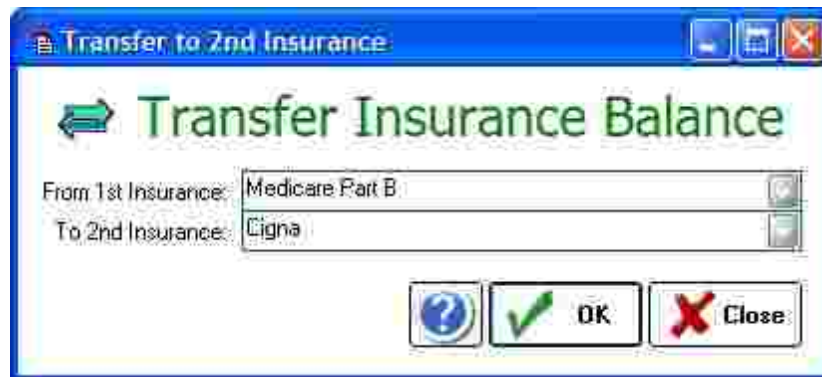 Transfer to 2nd Insurance
Transfer Insurance Balance
From 1st Insurance: Medicare Part B
To 2nd Insurance: Cigna
? OK Close